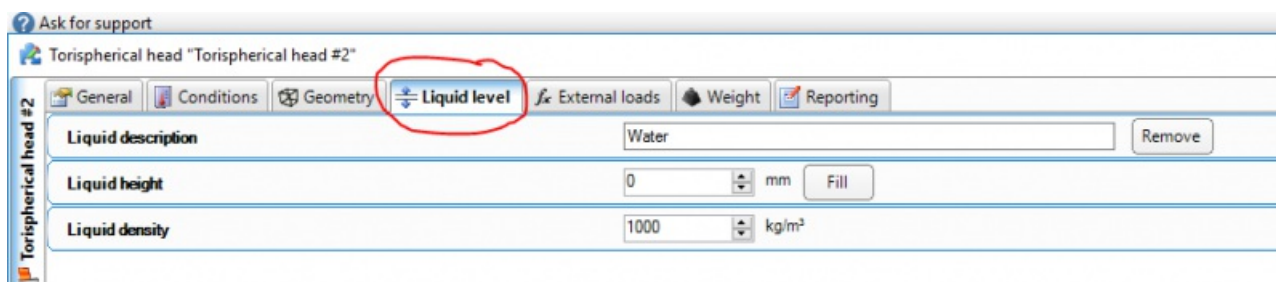 Ask for support
Torispherical head "Torispherical head #2"
Torispherical head #2
General Conditions Geometry Liquid level fx External loads Weight Reporting
Liquid description Water Remove
Liquid height 0 mm Fill
Liquid density 1000 kg/m³